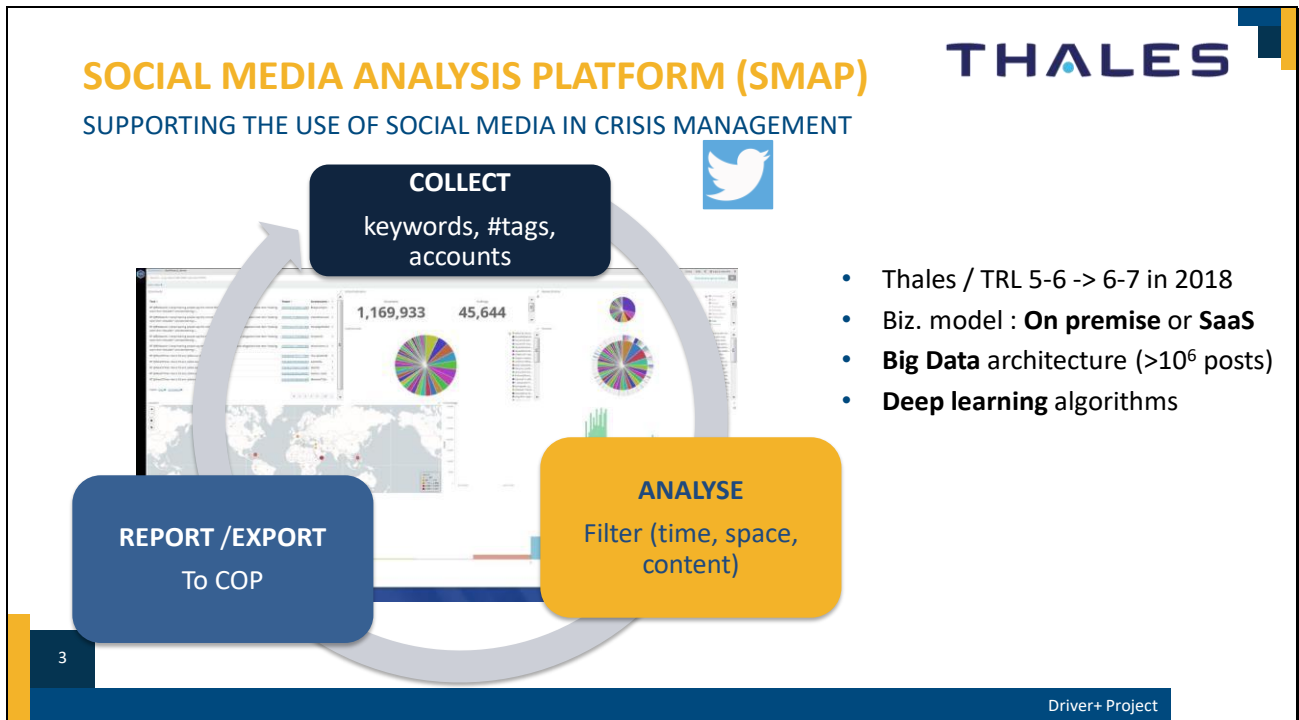 THALES
SOCIAL MEDIA ANALYSIS PLATFORM (SMAP)
SUPPORTING THE USE OF SOCIAL MEDIA IN CRISIS MANAGEMENT
COLLECT
keywords, #tags,
accounts
1,169,933 45,644
• Thales / TRL 5-6 -> 6-7 in 2018
• Biz. model : On premise or SaaS
• Big Data architecture (>10⁶ posts)
• Deep learning algorithms
ANALYSE
Filter (time, space,
content)
REPORT /EXPORT
To COP
3
Driver+ Project